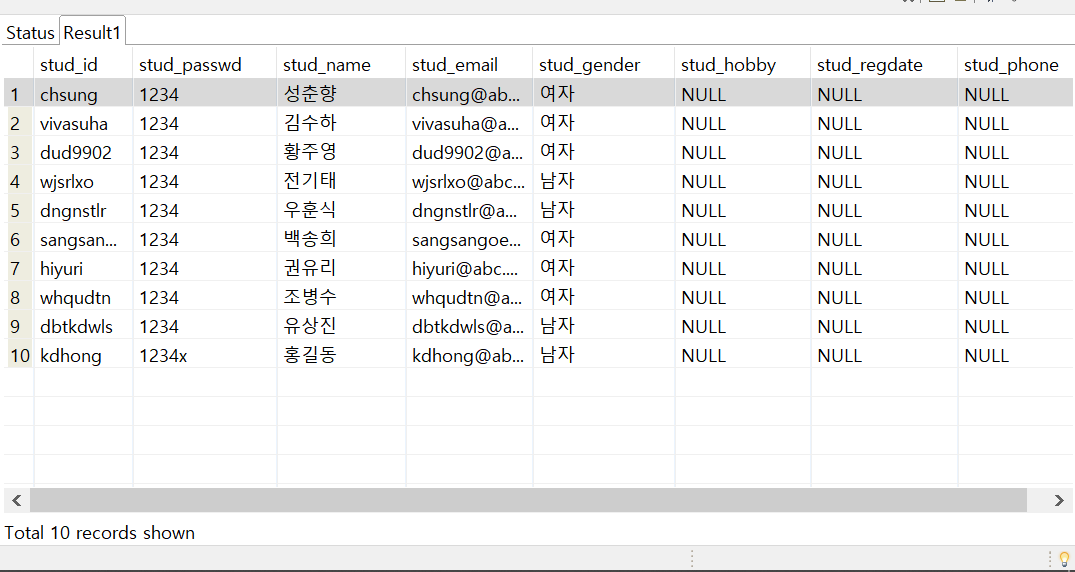 Status Result1
stud_id stud_passwd stud_name stud_email stud_gender stud_hobby stud_regdate stud_phone
1 chsung 1234 성춘향 chsung@ab... 여자 NULL NULL NULL
2 vivasuha 1234 김수하 vivasuha@a... 여자 NULL NULL NULL
3 dud9902 1234 황주영 dud9902@a... 여자 NULL NULL NULL
4 wjsrlxo 1234 전기태 wjsrlxo@abc... 남자 NULL NULL NULL
5 dngnstlr 1234 우훈식 dngnstlr@a... 남자 NULL NULL NULL
6 sangsan... 1234 백송희 sangsangoe... 여자 NULL NULL NULL
7 hiyuri 1234 권유리 hiyuri@abc.... 여자 NULL NULL NULL
8 whqudtn 1234 조병수 whqudtn@a... 여자 NULL NULL NULL
9 dbtkdwls 1234 유상진 dbtkdwls@a... 남자 NULL NULL NULL
10 kdhong 1234x 홍길동 kdhong@ab... 남자 NULL NULL NULL
Total 10 records shown